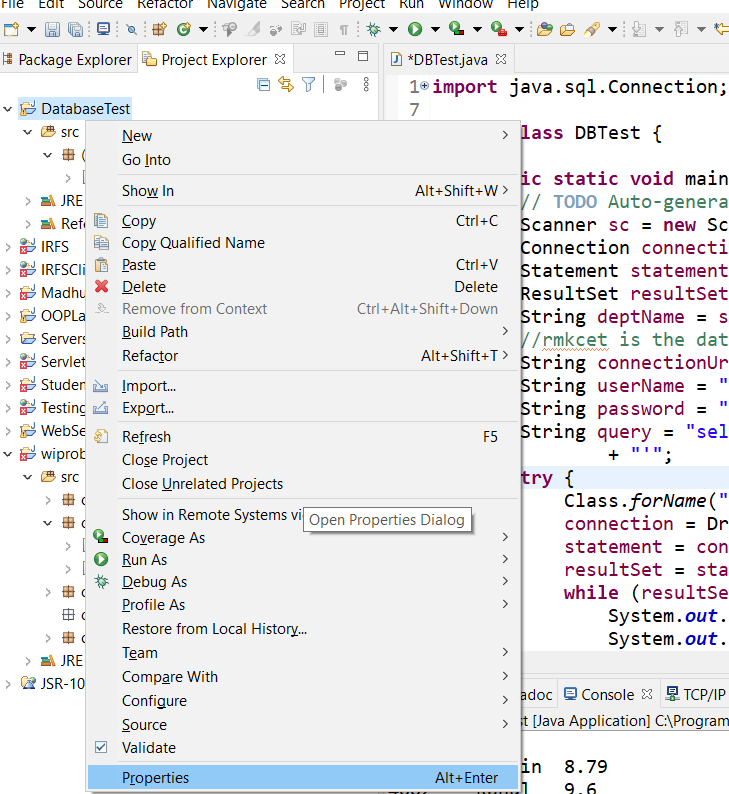 File Edit Source Refactor Navigate Search Project Run Window Help
Package Explorer
Project Explorer
DatabaseTest
src
JRE
Refe
IRFS
IRFSCli
Madhu
OOPLa
Servers
Servlet
Studen
Testing
WebSe
wiprob
src
JRE
JSR-10
New
Go Into
Show In Alt+Shift+W
Copy Ctrl+C
Copy Qualified Name
Paste Ctrl+V
Delete Delete
Remove from Context Ctrl+Alt+Shift+Down
Build Path
Refactor Alt+Shift+T
Import...
Export...
Refresh F5
Close Project
Close Unrelated Projects
Show in Remote Systems vi
Open Properties Dialog
Coverage As
Run As
Debug As
Profile As
Restore from Local History...
Team
Compare With
Configure
Source
Validate
Properties Alt+Enter
*DBTest.java
1 import java.sql.Connection;
7
lass DBTest {
ic static void main
// TODO Auto-genera
Scanner sc = new Sc
Connection connecti
Statement statement
ResultSet resultSet
String deptName = s
//rmkcet is the dat
String connectionUr
String userName = "
String password = "
String query = "sel
+ "'";
try {
Class.forName("
connection = Dr
statement = con
resultSet = sta
while (resultSe
System.out.
System.out.
adoc Console TCP/IP
st [Java Application] C:\Program
in 8.79
9.6